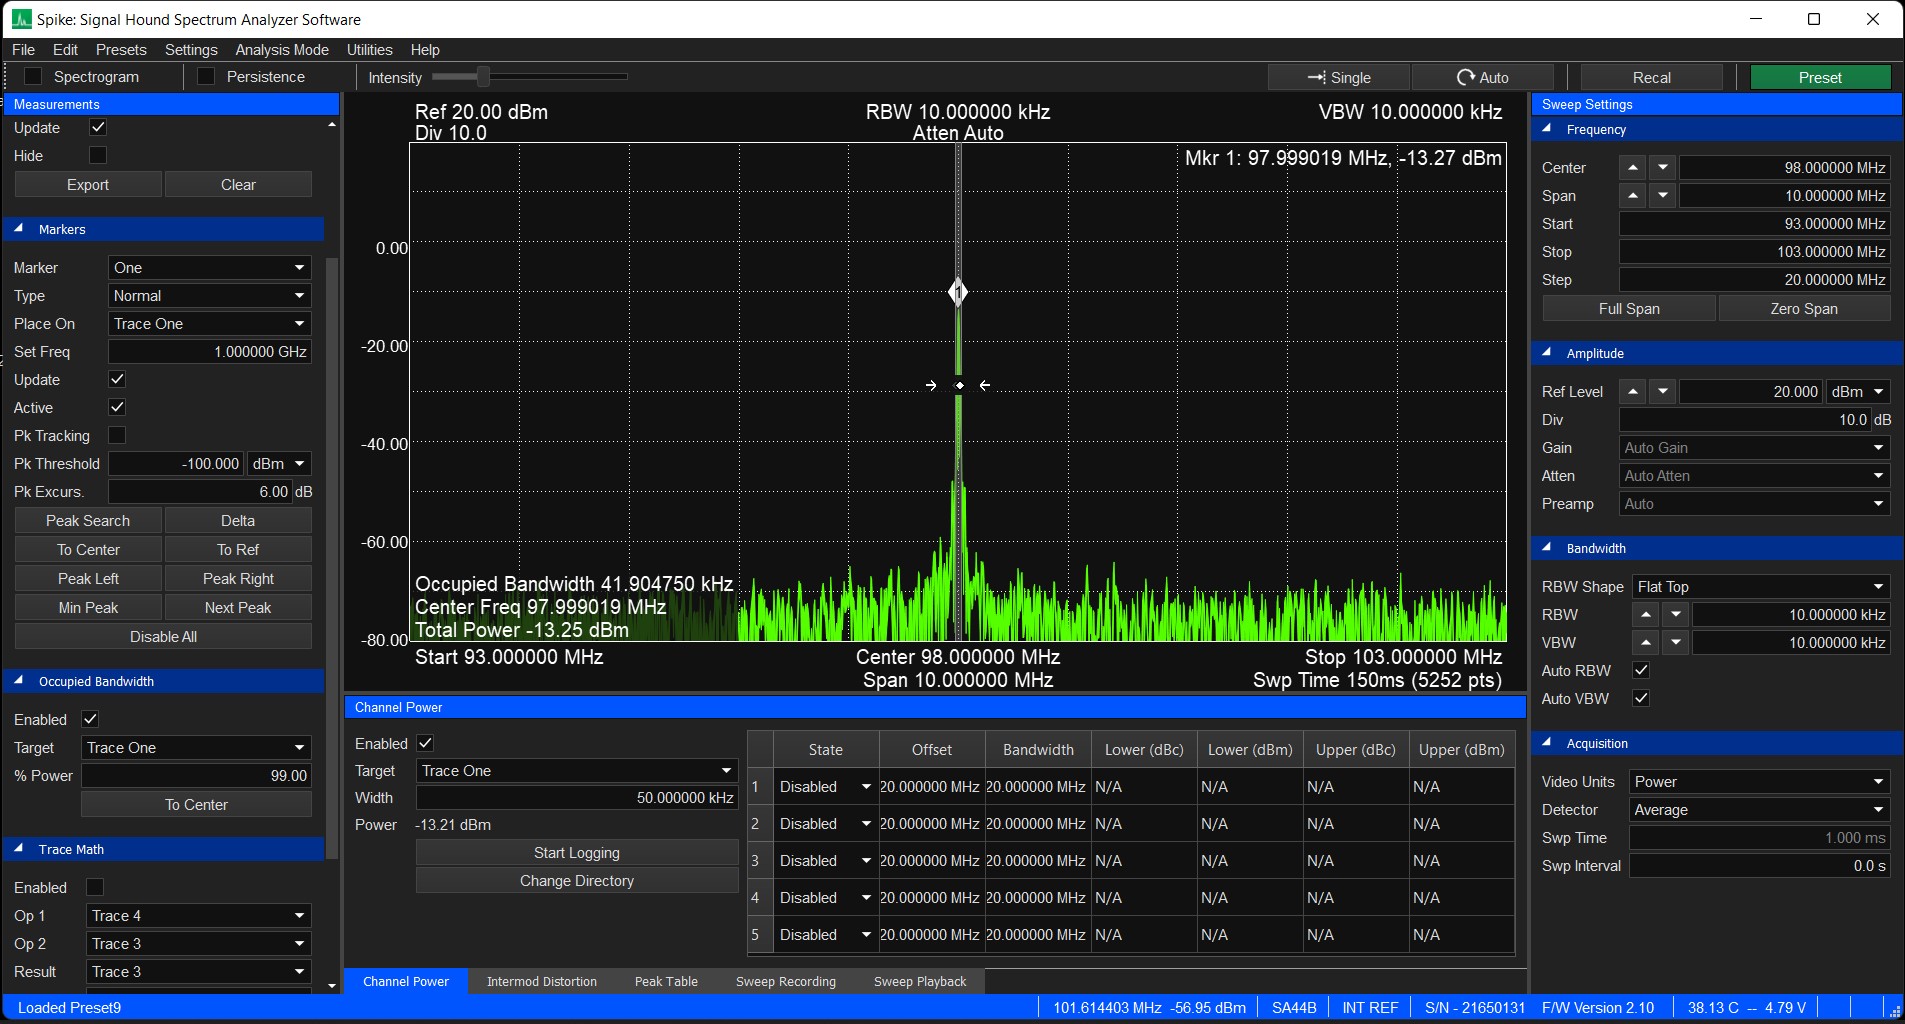 Spike: Signal Hound Spectrum Analyzer Software
File Edit Presets Settings Analysis Mode Utilities Help
Spectrogram Persistence Intensity Single Auto Recal Preset
Measurements
Update
Hide
Export Clear
Markers
Marker One
Type Normal
Place On Trace One
Set Freq 1.000000 GHz
Update
Active
Pk Tracking
Pk Threshold -100.000 dBm
Pk Excurs. 6.00 dB
Peak Search Delta
To Center To Ref
Peak Left Peak Right
Min Peak Next Peak
Disable All
Occupied Bandwidth
Enabled
Target Trace One
% Power 99.00
To Center
Trace Math
Enabled
Op 1 Trace 4
Op 2 Trace 3
Result Trace 3
Ref 20.00 dBm RBW 10.000000 kHz VBW 10.000000 kHz
Div 10.0 Atten Auto
Mkr 1: 97.999019 MHz, -13.27 dBm
0.00
1
-20.00
-40.00
-60.00
Occupied Bandwidth 41.904750 kHz
Center Freq 97.999019 MHz
Total Power -13.25 dBm
-80.00
Start 93.000000 MHz Center 98.000000 MHz Stop 103.000000 MHz
Span 10.000000 MHz Swp Time 150ms (5252 pts)
Channel Power
Enabled
Target Trace One
Width 50.000000 kHz
Power -13.21 dBm
Start Logging
Change Directory
State Offset Bandwidth Lower (dBc) Lower (dBm) Upper (dBc) Upper (dBm)
1 Disabled 20.000000 MHz 20.000000 MHz N/A N/A N/A N/A
2 Disabled 20.000000 MHz 20.000000 MHz N/A N/A N/A N/A
3 Disabled 20.000000 MHz 20.000000 MHz N/A N/A N/A N/A
4 Disabled 20.000000 MHz 20.000000 MHz N/A N/A N/A N/A
5 Disabled 20.000000 MHz 20.000000 MHz N/A N/A N/A N/A
Channel Power Intermod Distortion Peak Table Sweep Recording Sweep Playback
Sweep Settings
Frequency
Center 98.000000 MHz
Span 10.000000 MHz
Start 93.000000 MHz
Stop 103.000000 MHz
Step 20.000000 MHz
Full Span Zero Span
Amplitude
Ref Level 20.000 dBm
Div 10.0 dB
Gain Auto Gain
Atten Auto Atten
Preamp Auto
Bandwidth
RBW Shape Flat Top
RBW 10.000000 kHz
VBW 10.000000 kHz
Auto RBW
Auto VBW
Acquisition
Video Units Power
Detector Average
Swp Time 1.000 ms
Swp Interval 0.0 s
Loaded Preset9 101.614403 MHz -56.95 dBm SA44B INT REF S/N - 21650131 F/W Version 2.10 38.13 C -- 4.79 V